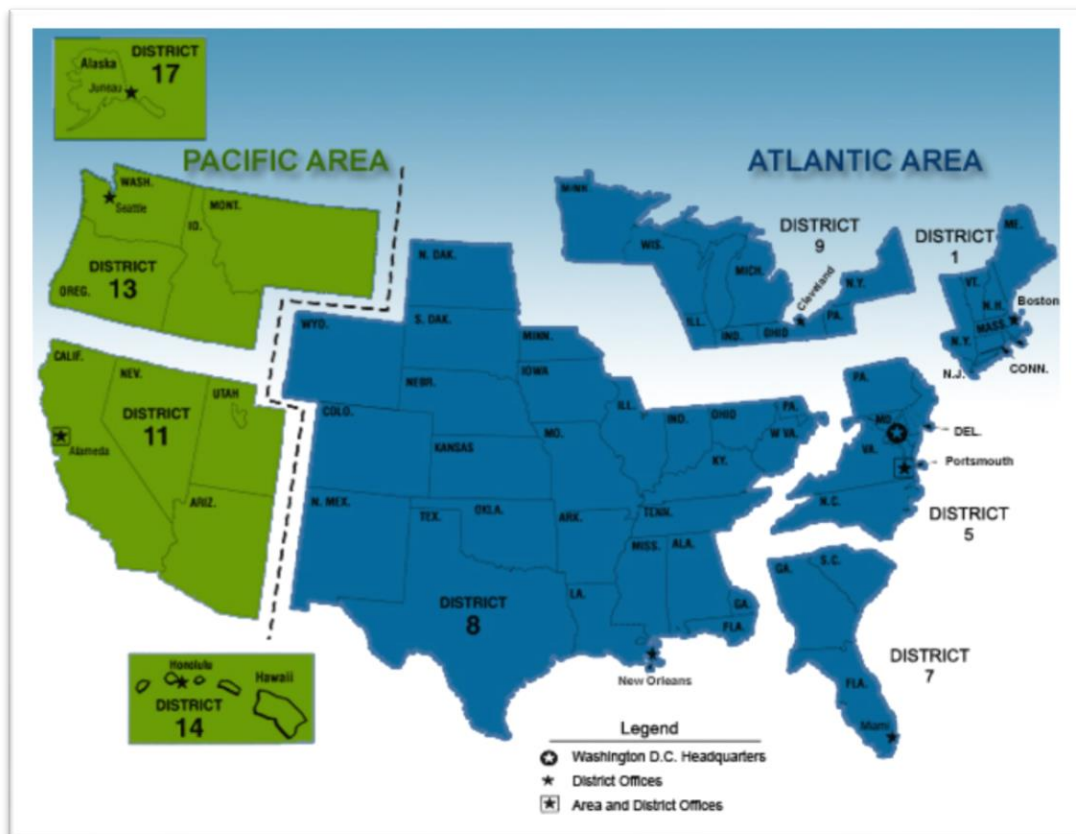 DISTRICT
17
Alaska
Juneau
PACIFIC AREA
ATLANTIC AREA
WASH.
Seattle
MONT.
ID.
DISTRICT
13
OREG.
CALIF.
NEV.
UTAH
DISTRICT
11
Alameda
ARIZ.
Honolulu
Hawaii
DISTRICT
14
N. DAK.
WYO.
S. DAK.
MINN.
NEBR.
IOWA
COLO.
ILL.
IND.
OHIO
PA.
KANSAS
MO.
W VA.
KY.
N. MEX.
TEX.
OKLA.
ARK.
TENN.
MISS.
ALA.
LA.
GA.
FLA.
DISTRICT
8
New Orleans
MINN.
WIS.
MICH.
DISTRICT
9
Cleveland
N.Y.
PA.
ILL.
IND.
OHIO
DISTRICT
1
ME.
VT.
N.H.
Boston
MASS.
N.Y.
N.J.
CONN.
PA.
MD.
DEL.
VA.
Portsmouth
N.C.
DISTRICT
5
GA.
S.C.
DISTRICT
7
FLA.
Miami
Legend
Washington D.C. Headquarters
District Offices
Area and District Offices